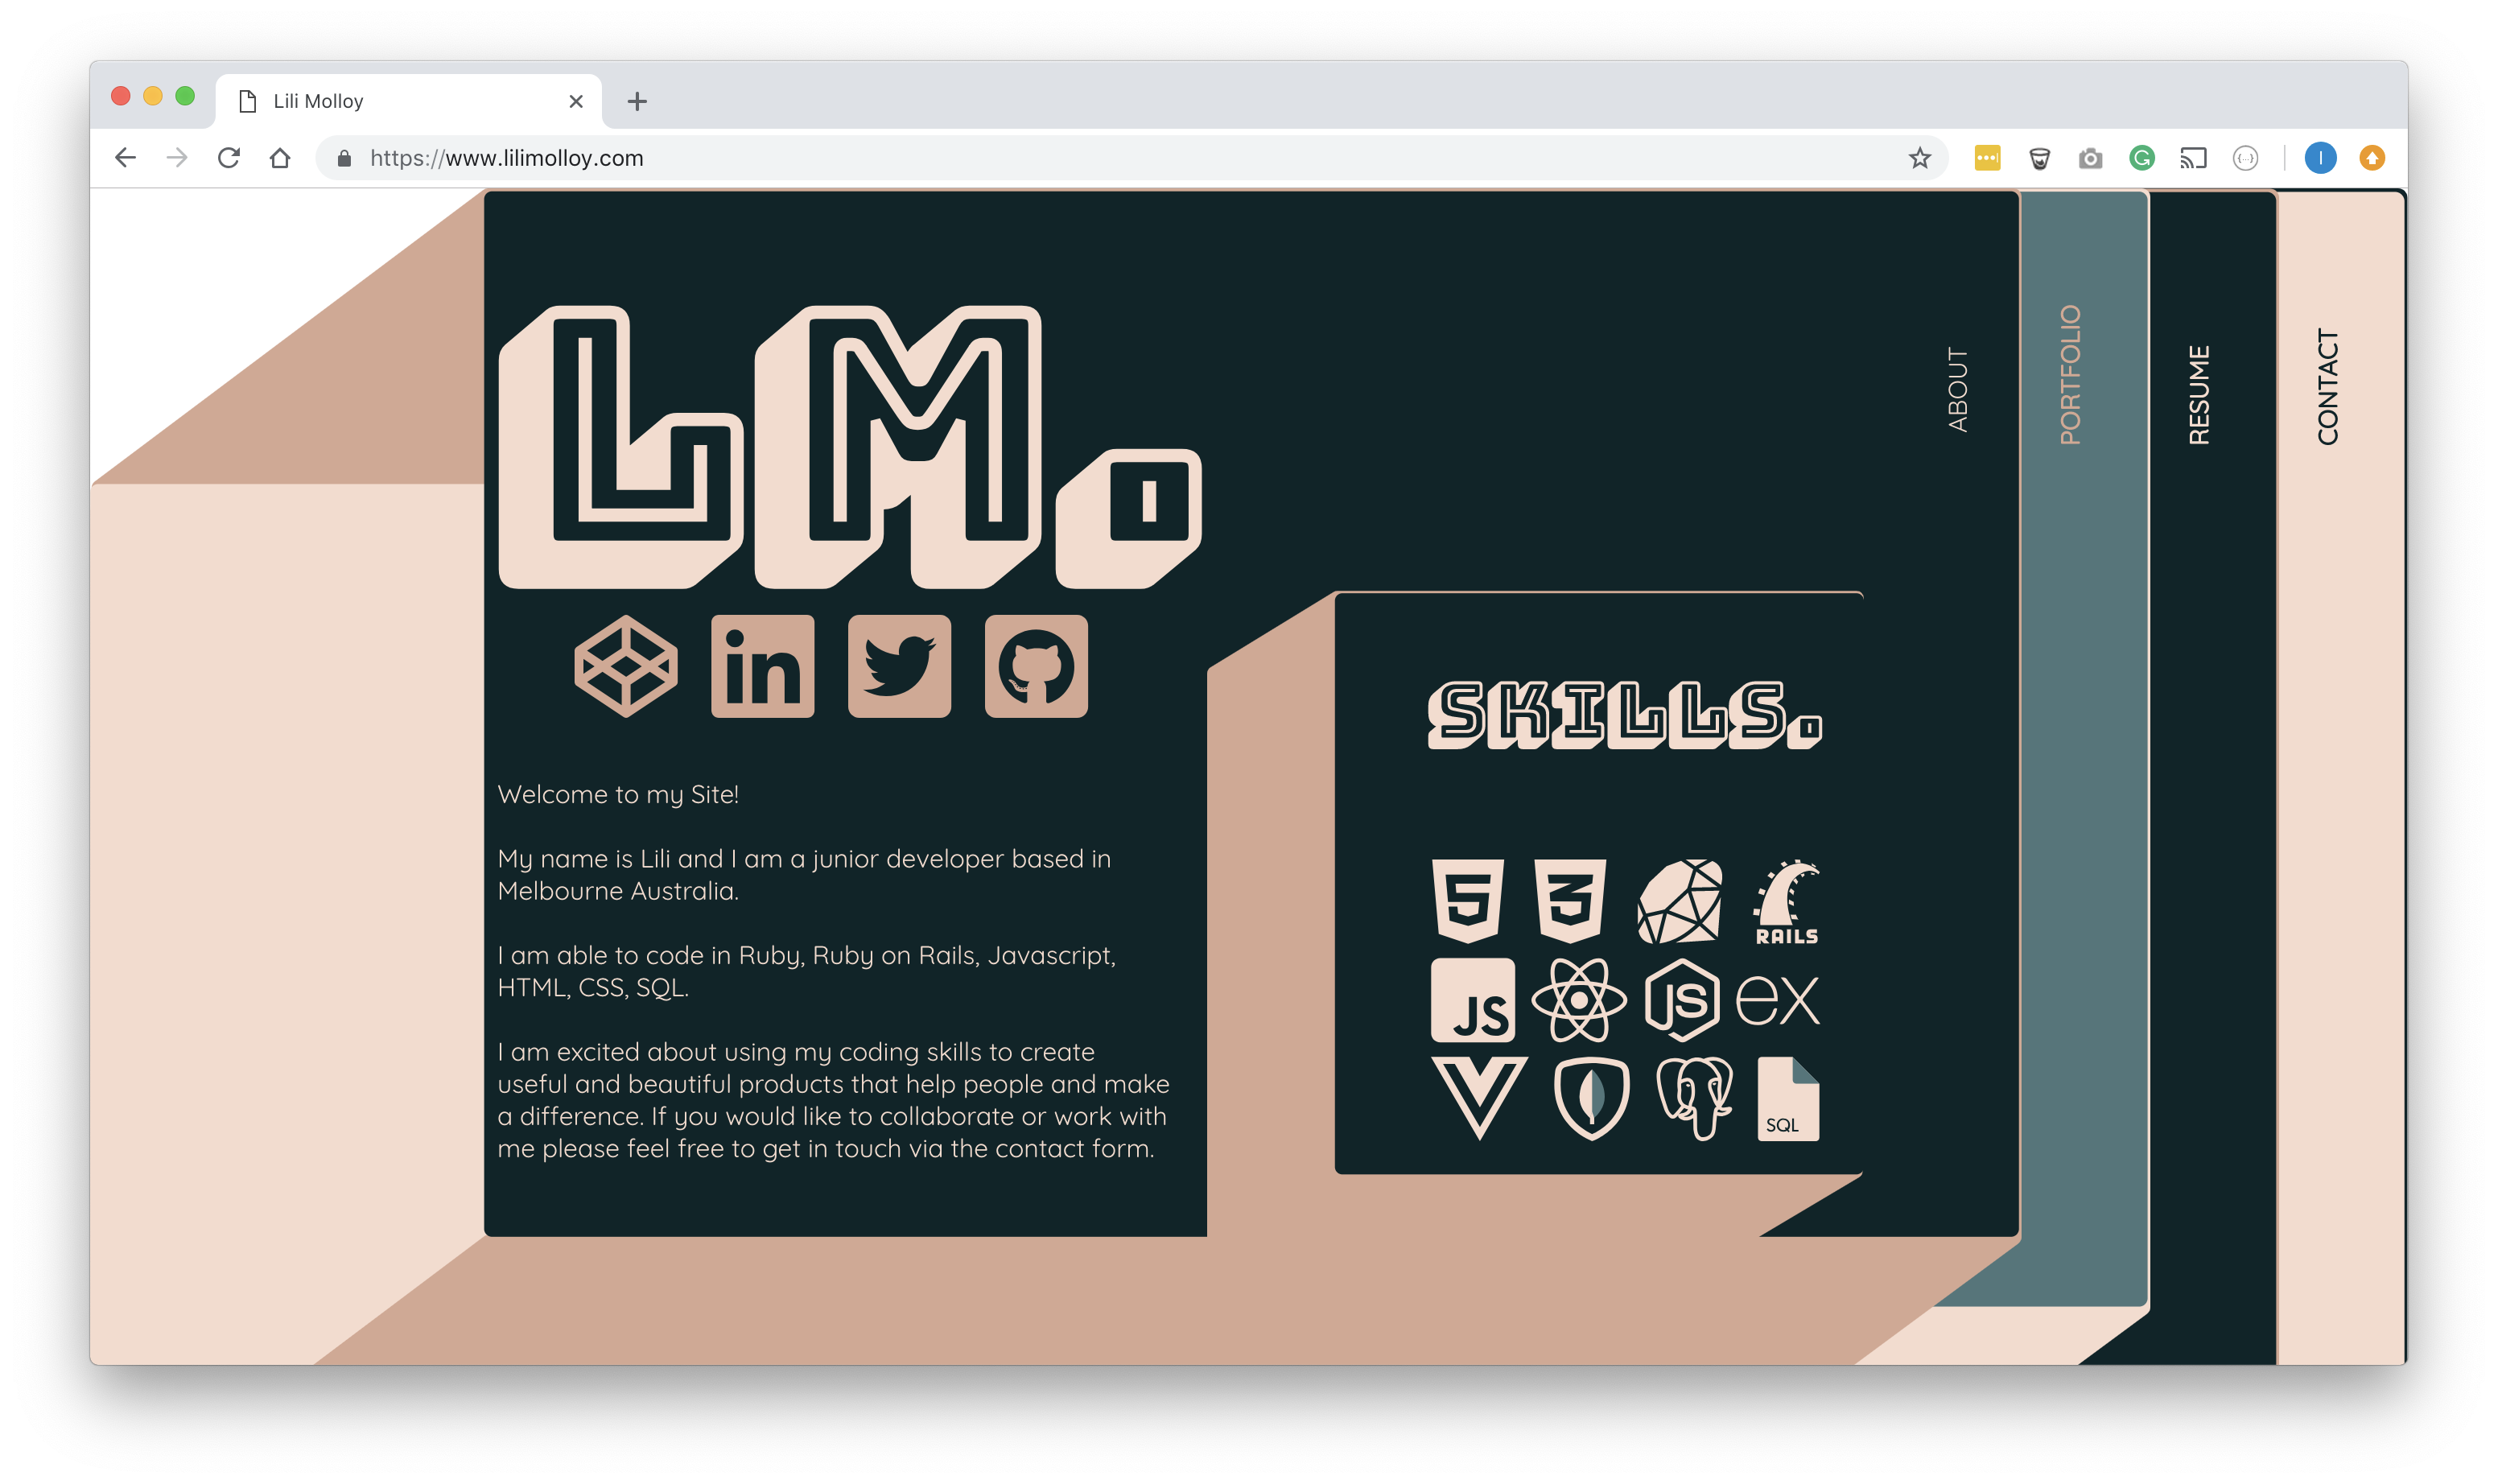 Lili Molloy
https://www.lilimolloy.com
LM.
ABOUT
PORTFOLIO
RESUME
CONTACT
in
Welcome to my Site!
My name is Lili and I am a junior developer based in
Melbourne Australia.
I am able to code in Ruby, Ruby on Rails, Javascript,
HTML, CSS, SQL.
I am excited about using my coding skills to create
useful and beautiful products that help people and make
a difference. If you would like to collaborate or work with
me please feel free to get in touch via the contact form.
SKILLS.
5 3 RAILS
JS JS ex
SQL